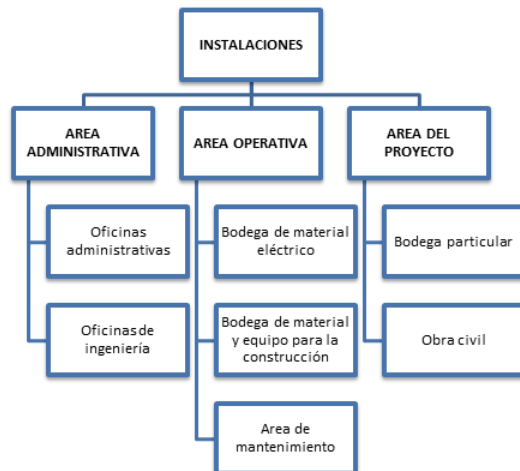 INSTALACIONES
AREA
ADMINISTRATIVA
AREA OPERATIVA
AREA DEL
PROYECTO
Oficinas
administrativas
Bodega de material
eléctrico
Bodega particular
Oficinas de
ingeniería
Bodega de material
y equipo para la
construcción
Obra civil
Area de
mantenimiento